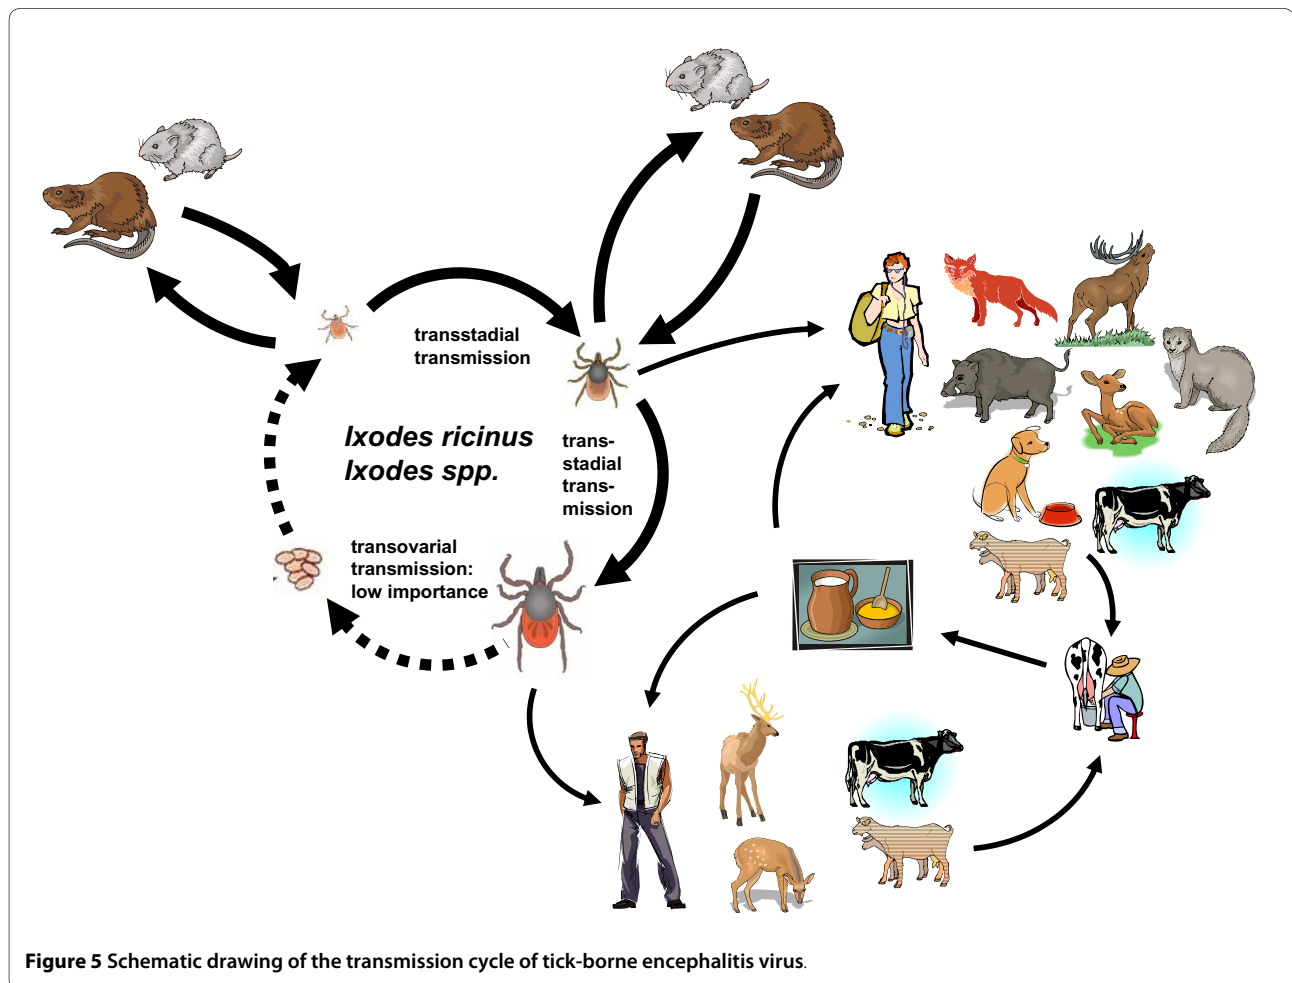 transstadial
transmission
Ixodes ricinus
Ixodes spp.
trans-
stadial
trans-
mission
transovarial
transmission:
low importance
Figure 5 Schematic drawing of the transmission cycle of tick-borne encephalitis virus.